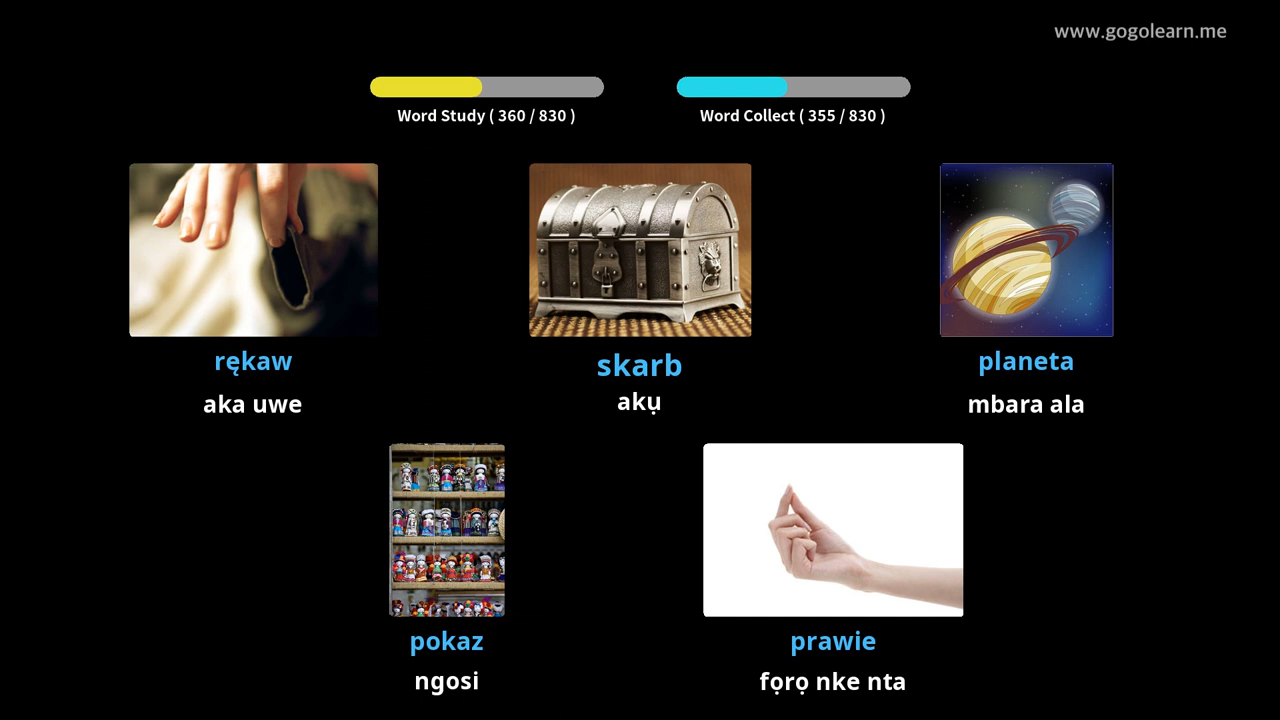 www.gogolearn.me
Word Study ( 360 / 830 )
Word Collect ( 355 / 830 )
rękaw
aka uwe
skarb
akụ
planeta
mbara ala
pokaz
ngosi
prawie
fọrọ nke nta